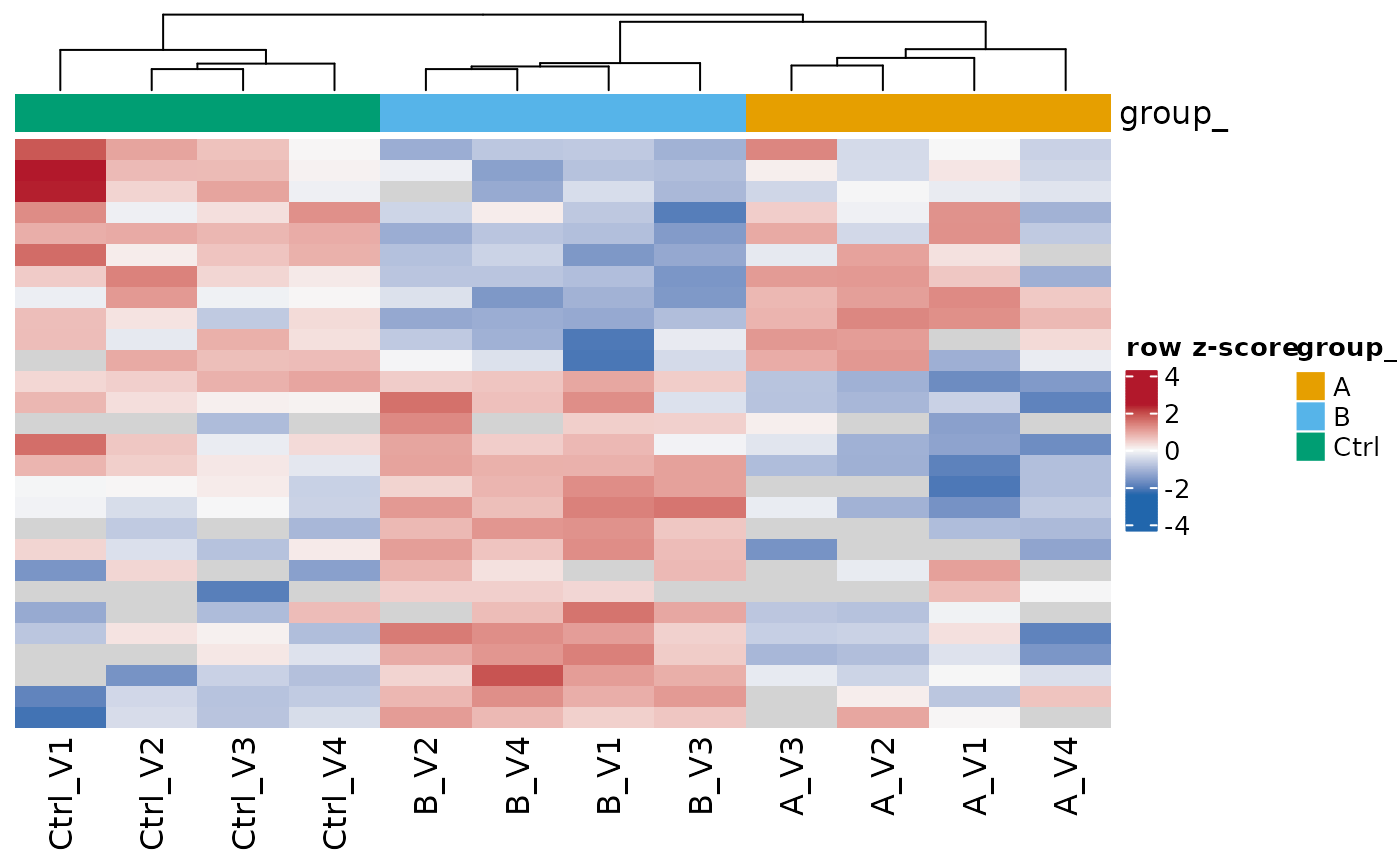 group_
row z-score
group_
4
2
0
-2
-4
A
B
Ctrl
Ctrl_V1
Ctrl_V2
Ctrl_V3
Ctrl_V4
B_V2
B_V4
B_V1
B_V3
A_V3
A_V2
A_V1
A_V4